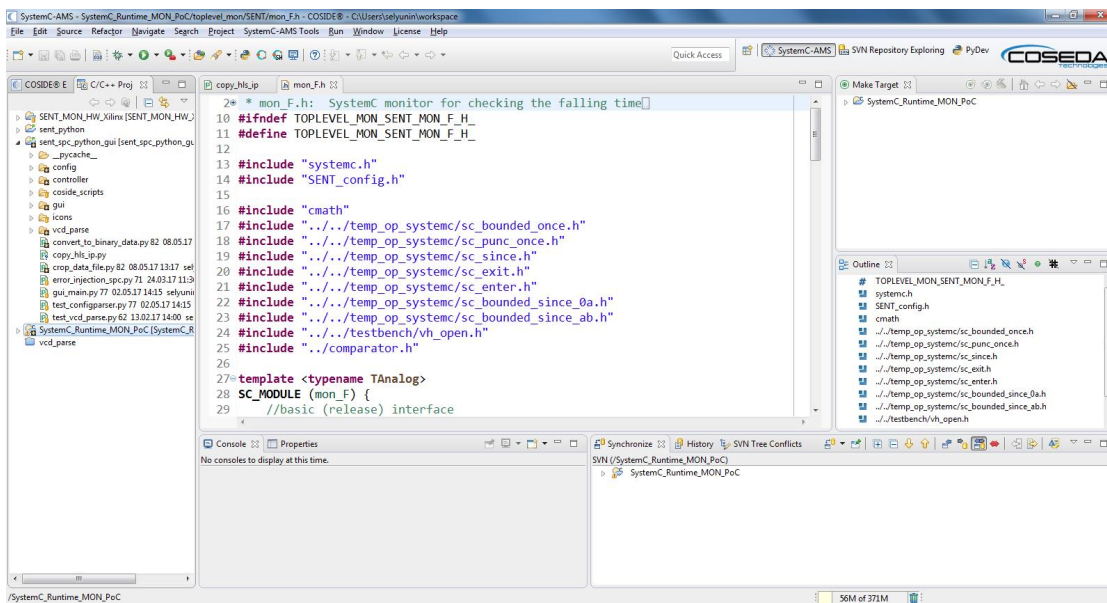 SystemC-AMS - SystemC_Runtime_MON_PoC/toplevel_mon/SENT/mon_F.h - COSIDE® - C:\Users\selyunin\workspace
File Edit Source Refactor Navigate Search Project SystemC-AMS Tools Run Window License Help
Quick Access
SystemC-AMS SVN Repository Exploring PyDev
COSEDA
Technologies
COSIDE® E C/C++ Proj
SENT_MON_HW_Xilinx [SENT_MON_HW_X
sent_python
sent_spc_python_gui [sent_spc_python_gu
__pycache__
config
controller
coside_scripts
gui
icons
vcd_parse
convert_to_binary_data.py 82 08.05.17
copy_hls_ip.py
crop_data_file.py 82 08.05.17 13:17 sel
error_injection_spc.py 71 24.03.17 11:3
gui_main.py 77 02.05.17 14:15 selyuni
test_configparser.py 77 02.05.17 14:15
test_vcd_parse.py 62 13.02.17 14:00 se
SystemC_Runtime_MON_PoC [SystemC_R
vcd_parse
copy_hls_ip mon_F.h
2 * mon_F.h: SystemC monitor for checking the falling time
10 #ifndef TOPLEVEL_MON_SENT_MON_F_H_
11 #define TOPLEVEL_MON_SENT_MON_F_H_
12
13 #include "systemc.h"
14 #include "SENT_config.h"
15
16 #include "cmath"
17 #include "../../temp_op_systemc/sc_bounded_once.h"
18 #include "../../temp_op_systemc/sc_punc_once.h"
19 #include "../../temp_op_systemc/sc_since.h"
20 #include "../../temp_op_systemc/sc_exit.h"
21 #include "../../temp_op_systemc/sc_enter.h"
22 #include "../../temp_op_systemc/sc_bounded_since_0a.h"
23 #include "../../temp_op_systemc/sc_bounded_since_ab.h"
24 #include "../../testbench/vh_open.h"
25 #include "../comparator.h"
26
27 template <typename TAnalog>
28 SC_MODULE (mon_F) {
29 //basic (release) interface
Make Target
SystemC_Runtime_MON_PoC
Outline
TOPLEVEL_MON_SENT_MON_F_H_
systemc.h
SENT_config.h
cmath
../../temp_op_systemc/sc_bounded_once.h
../../temp_op_systemc/sc_punc_once.h
../../temp_op_systemc/sc_since.h
../../temp_op_systemc/sc_exit.h
../../temp_op_systemc/sc_enter.h
../../temp_op_systemc/sc_bounded_since_0a.h
../../temp_op_systemc/sc_bounded_since_ab.h
../../testbench/vh_open.h
Console Properties
No consoles to display at this time.
Synchronize History SVN Tree Conflicts
SVN (/SystemC_Runtime_MON_PoC)
SystemC_Runtime_MON_PoC
/SystemC_Runtime_MON_PoC
56M of 371M